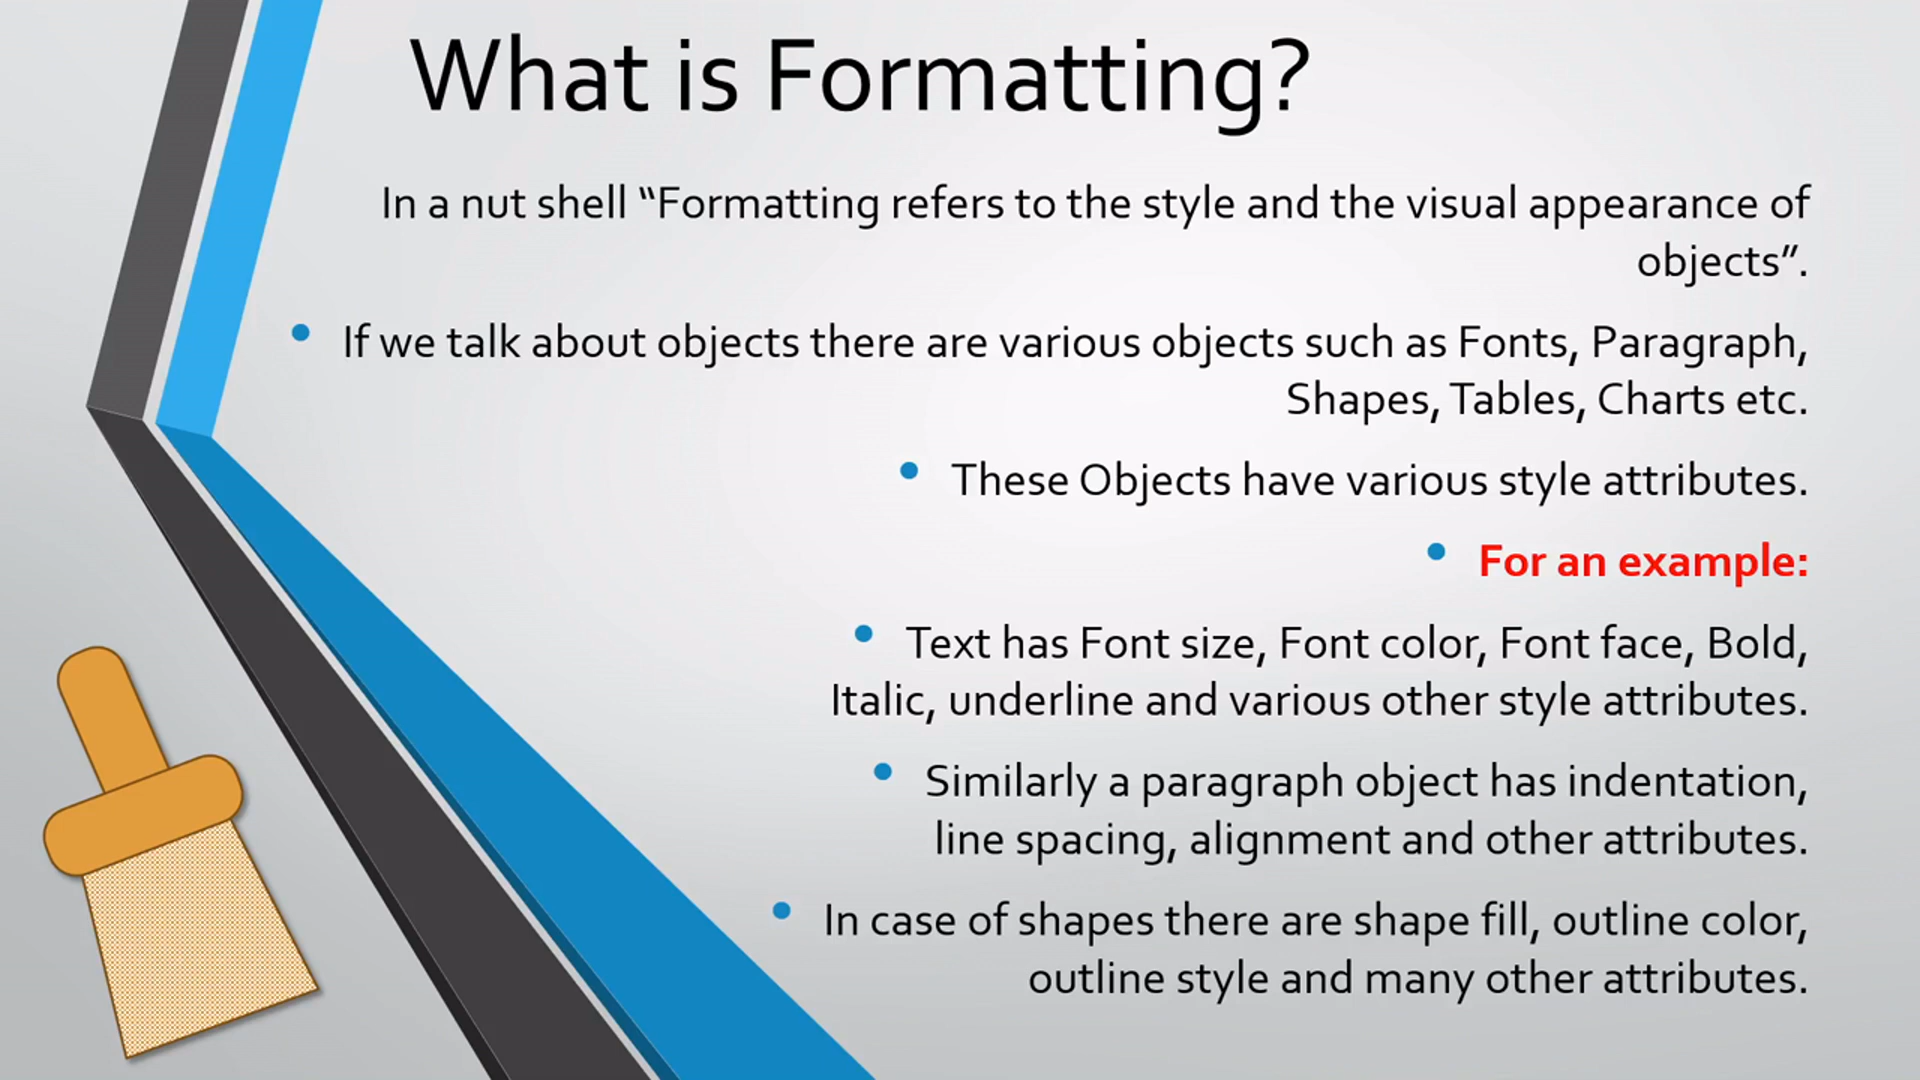 What is Formatting?
In a nut shell “Formatting refers to the style and the visual appearance of
objects”.
• If we talk about objects there are various objects such as Fonts, Paragraph,
Shapes, Tables, Charts etc.
• These Objects have various style attributes.
• For an example:
• Text has Font size, Font color, Font face, Bold,
Italic, underline and various other style attributes.
• Similarly a paragraph object has indentation,
line spacing, alignment and other attributes.
• In case of shapes there are shape fill, outline color,
outline style and many other attributes.